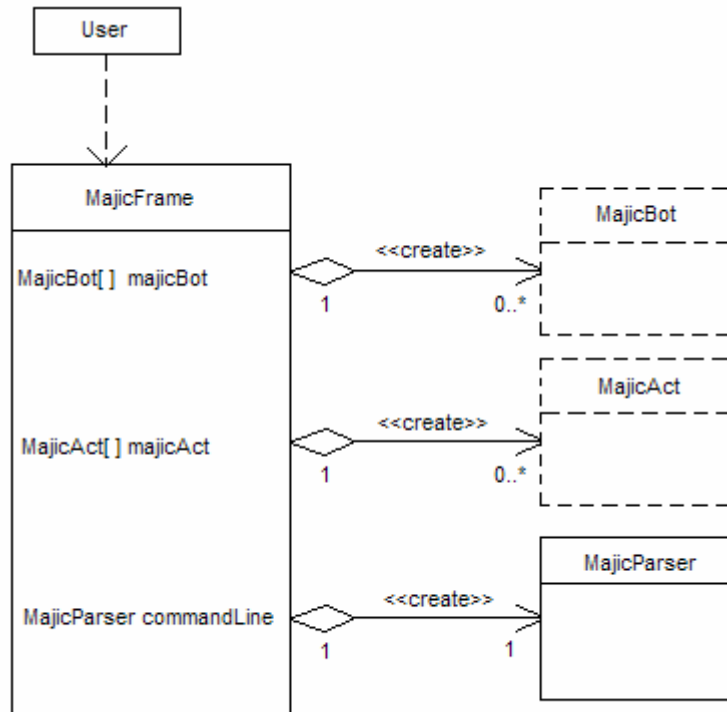 User
MajicFrame
MajicBot[ ]  majicBot
<<create>>
1
0..*
MajicBot
MajicAct[ ] majicAct
<<create>>
1
0..*
MajicAct
MajicParser commandLine
<<create>>
1
1
MajicParser